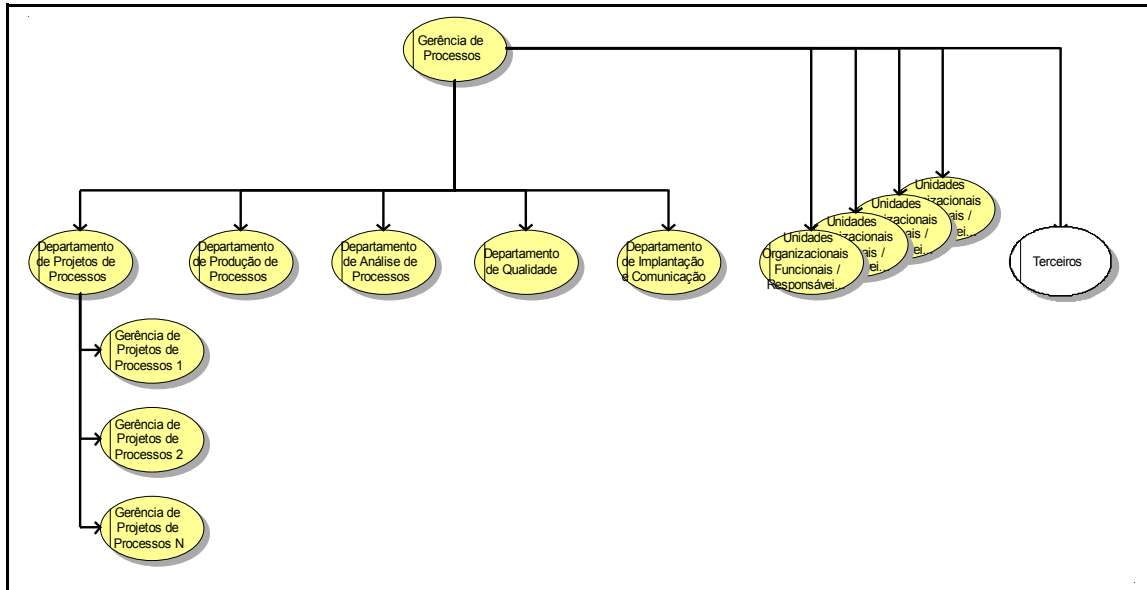 Gerência de
Processos
Departamento
de Projetos de
Processos
Departamento
de Produção de
Processos
Departamento
de Análise de
Processos
Departamento
de Qualidade
Departamento
de Implantação
e Comunicação
Unidades
Organizacionais
Funcionais /
Responsávei...
Unidades
Unidades
Unidades
Terceiros
Gerência de
Projetos de
Processos 1
Gerência de
Projetos de
Processos 2
Gerência de
Projetos de
Processos N